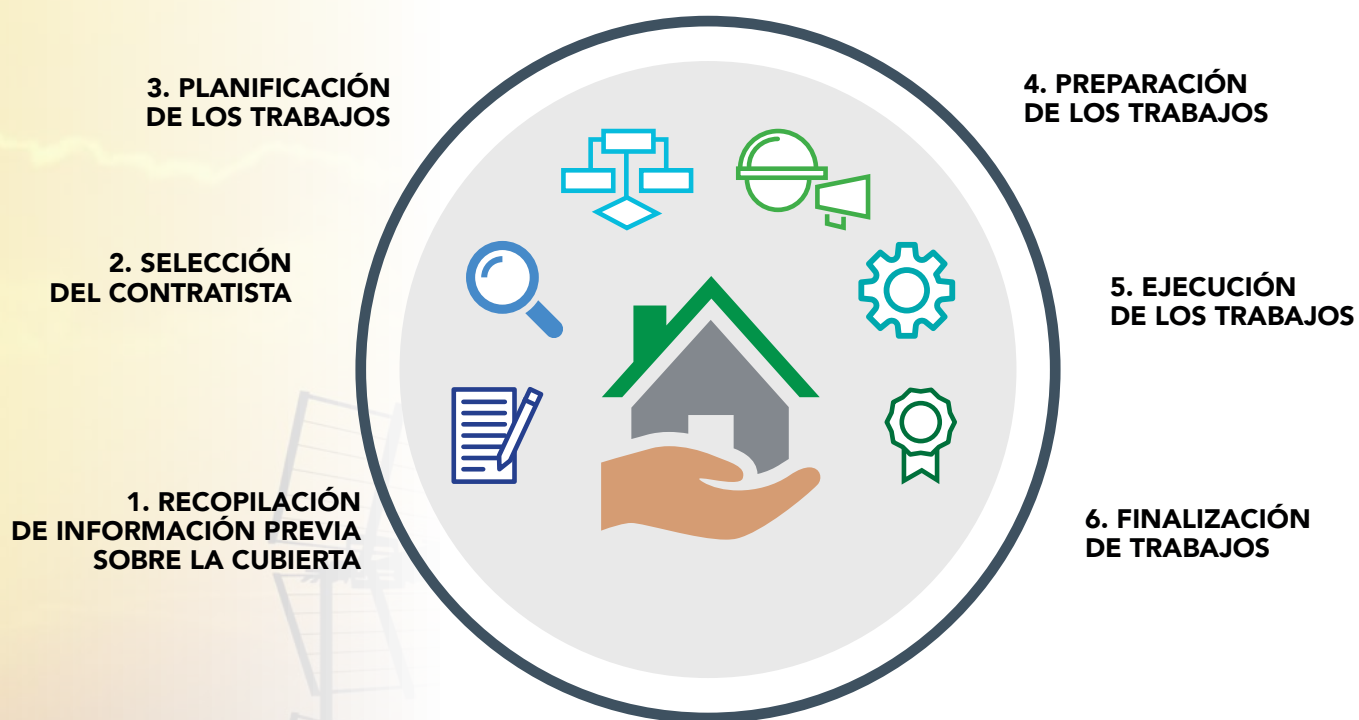 1. RECOPILACIÓN
DE INFORMACIÓN PREVIA
SOBRE LA CUBIERTA
2. SELECCIÓN
DEL CONTRATISTA
3. PLANIFICACIÓN
DE LOS TRABAJOS
4. PREPARACIÓN
DE LOS TRABAJOS
5. EJECUCIÓN
DE LOS TRABAJOS
6. FINALIZACIÓN
DE TRABAJOS